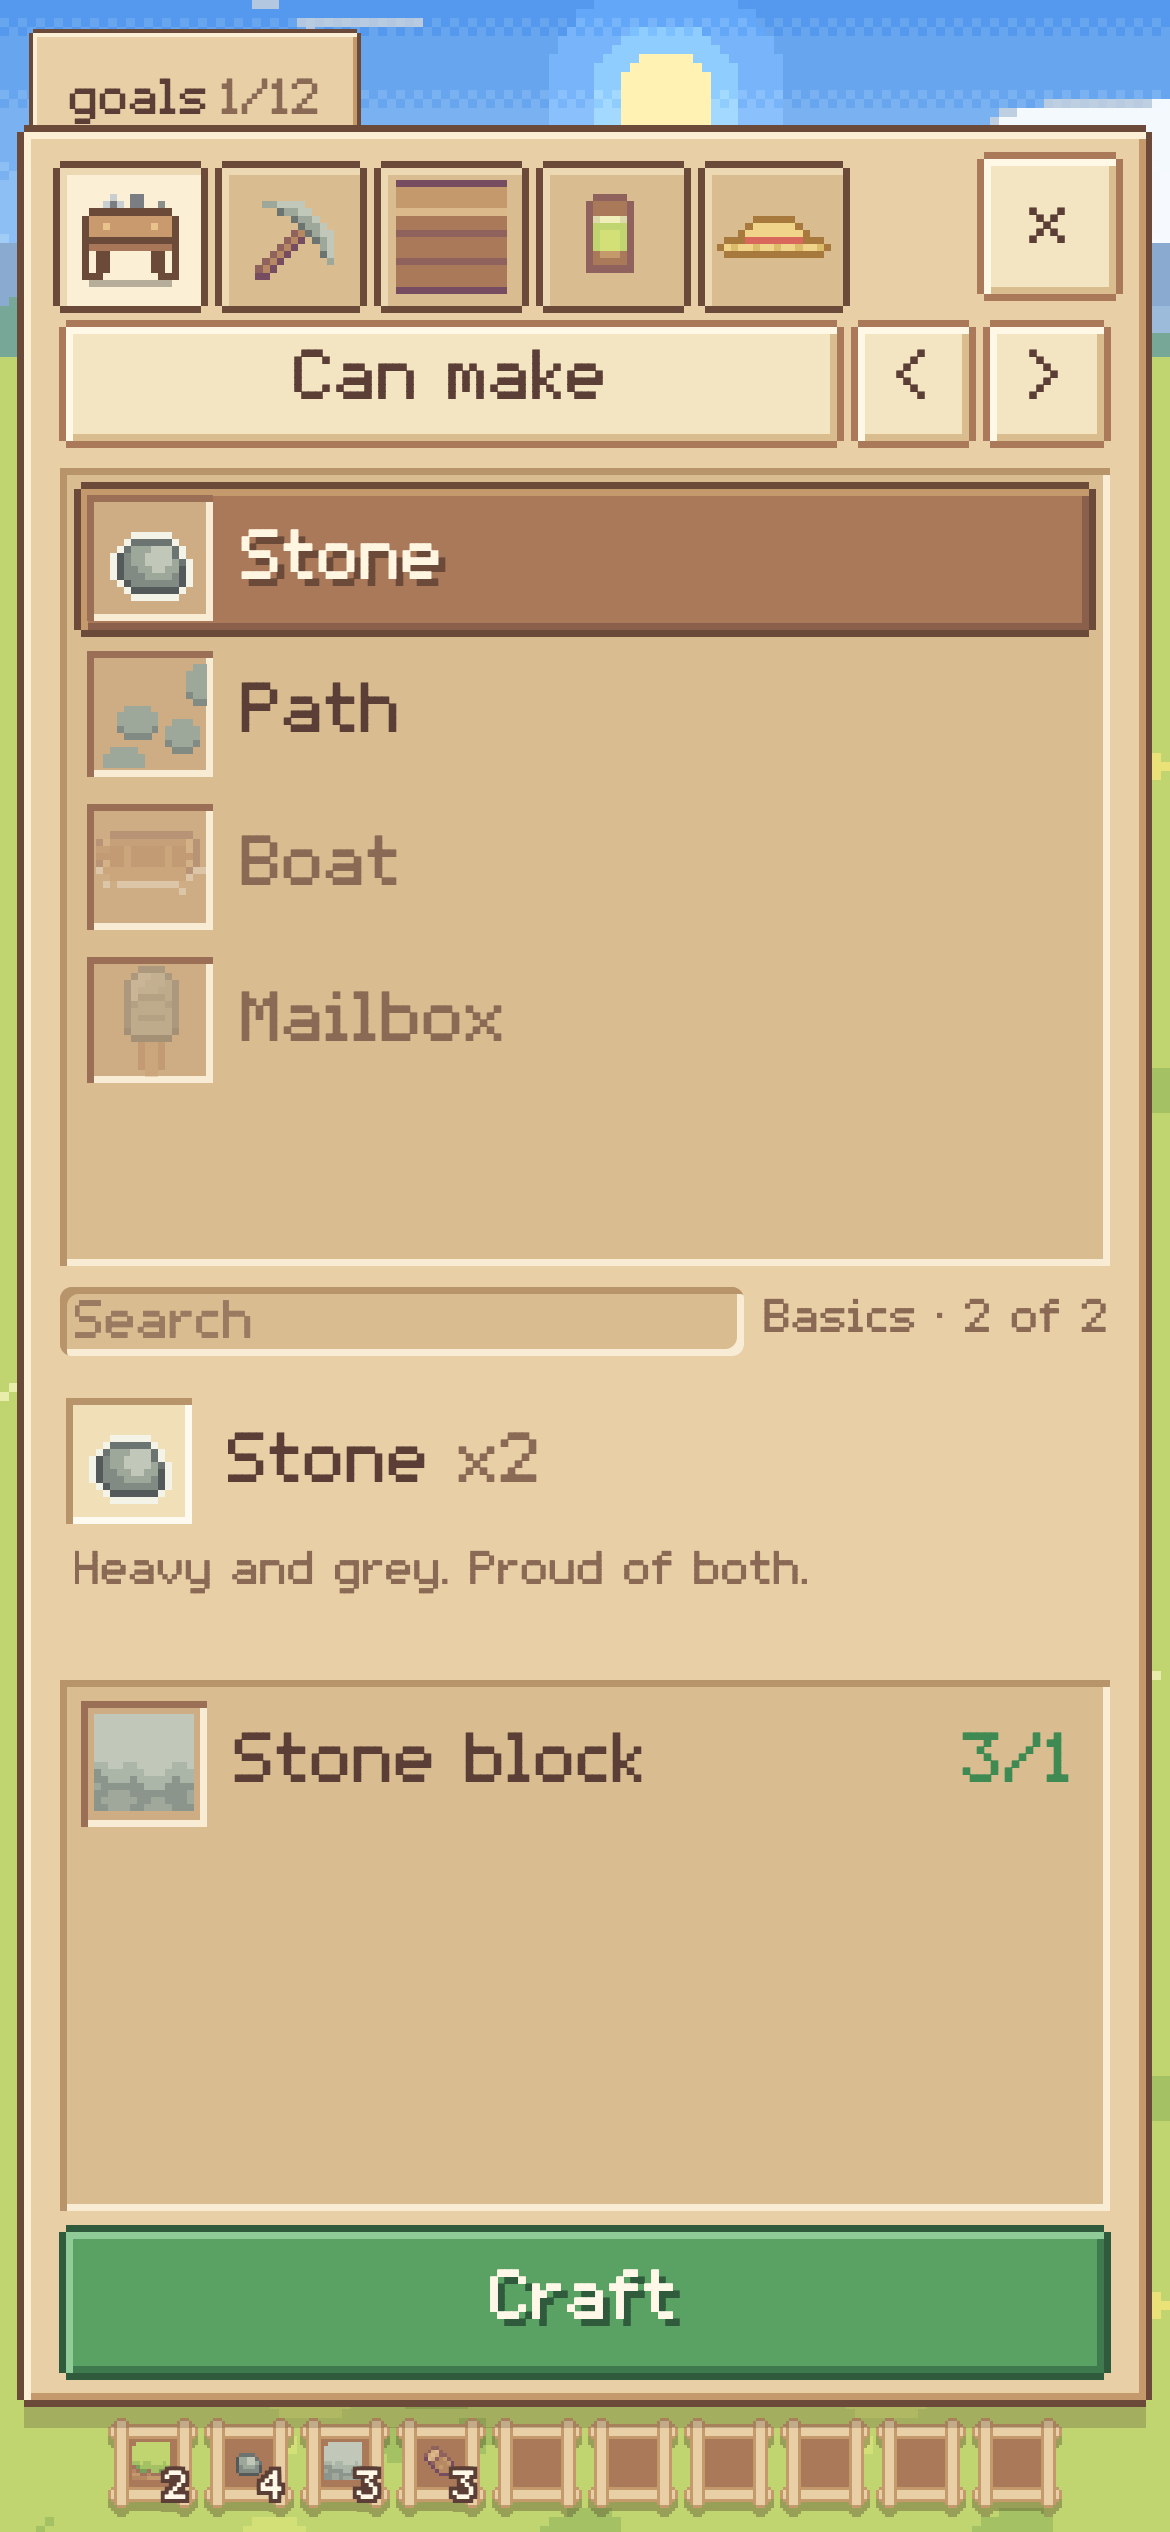 goals 1/12
x
Can make < >
Stone
Path
Boat
Mailbox
Search Basics · 2 of 2
Stone x2
Heavy and grey. Proud of both.
Stone block 3/1
Craft
2 4 3 3